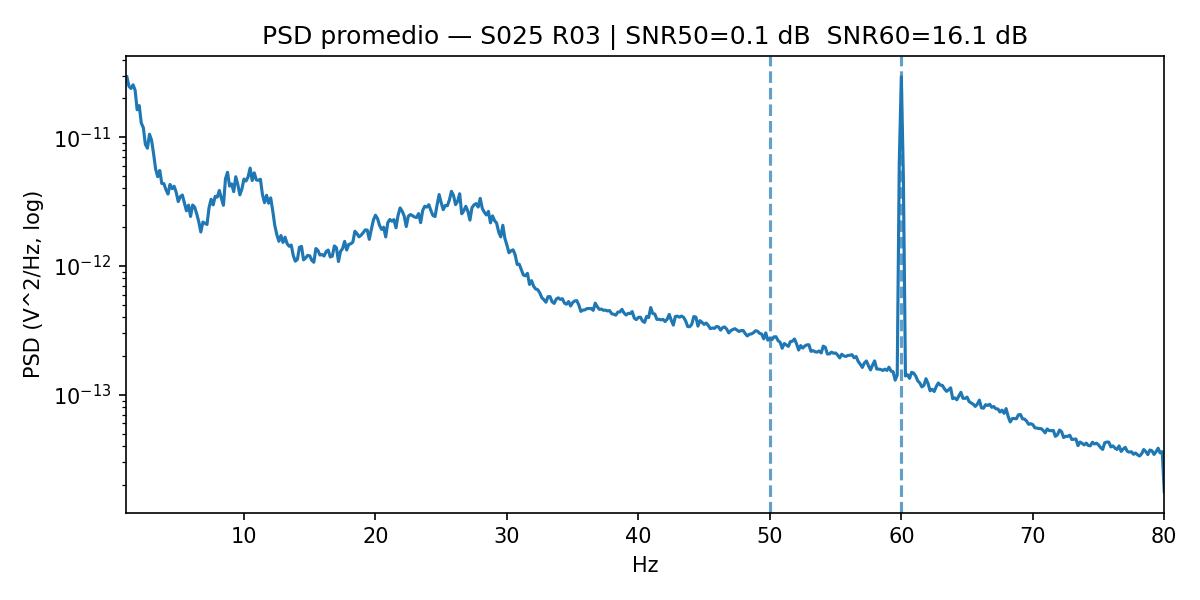 PSD promedio — S025 R03 | SNR50=0.1 dB  SNR60=16.1 dB
PSD (V^2/Hz, log)
10⁻¹¹
10⁻¹²
10⁻¹³
10 20 30 40 50 60 70 80
Hz